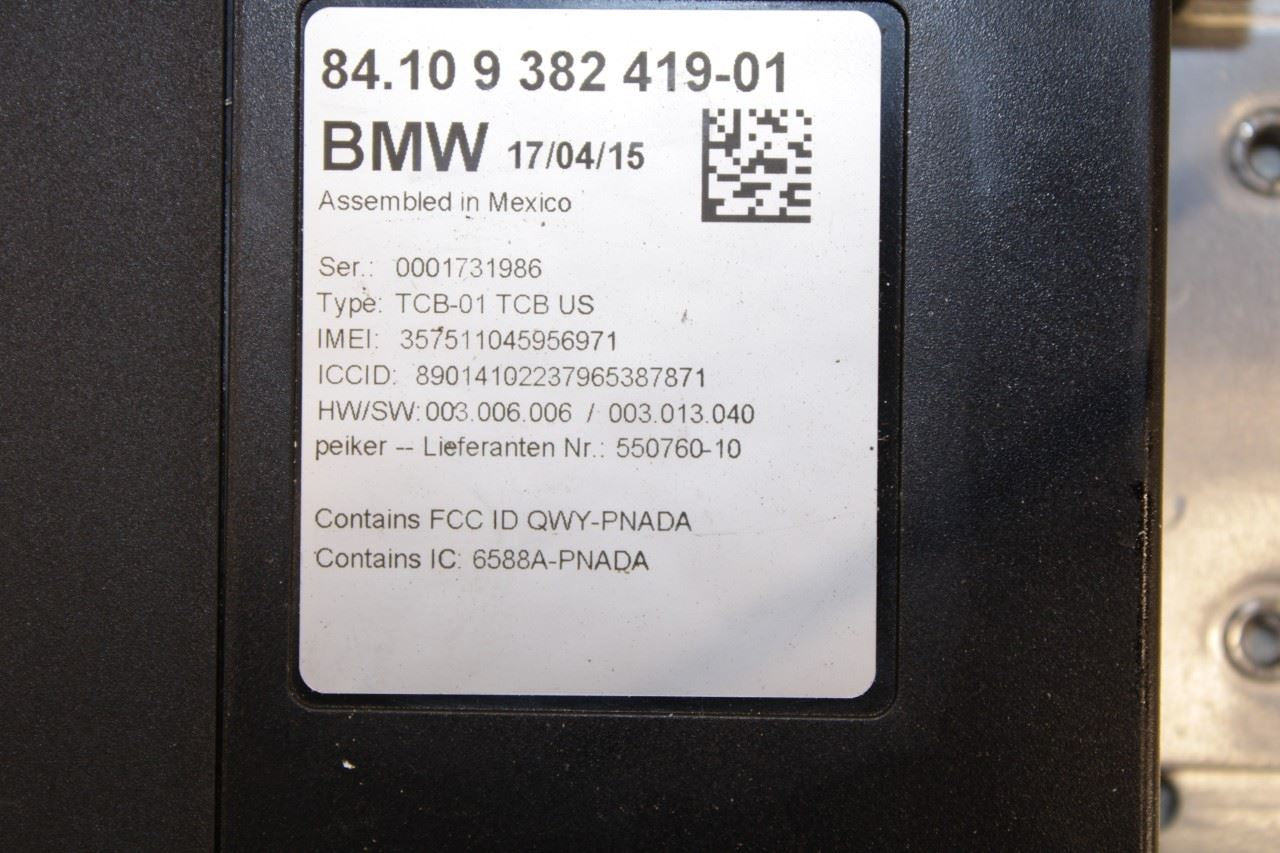 84.10 9 382 419-01
BMW 17/04/15
Assembled in Mexico
Ser.: 0001731986
Type: TCB-01 TCB US
IMEI: 357511045956971
ICCID: 89014102237965387871
HW/SW: 003.006.006 / 003.013.040
peiker -- Lieferanten Nr.: 550760-10
Contains FCC ID QWY-PNADA
Contains IC: 6588A-PNADA